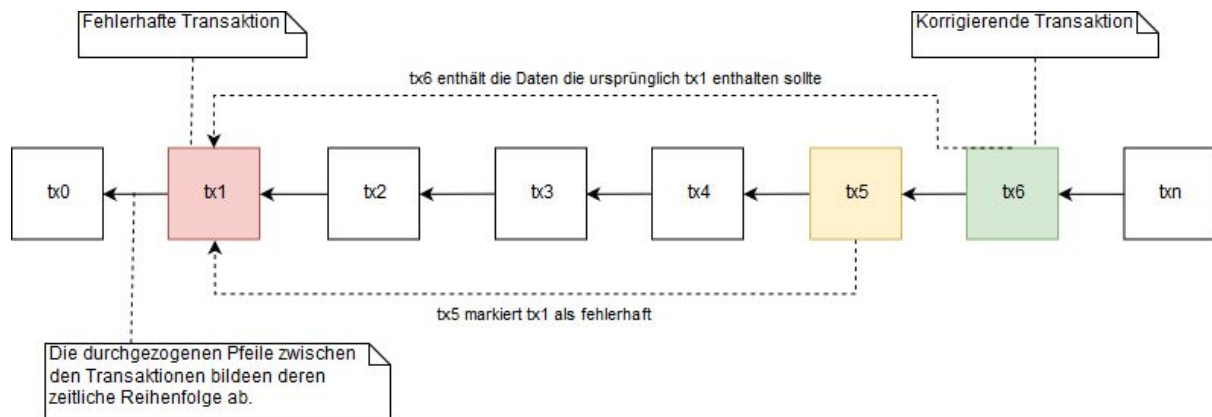 Fehlerhafte Transaktion
Korrigierende Transaktion
tx6 enthält die Daten die ursprünglich tx1 enthalten sollte
tx0
tx1
tx2
tx3
tx4
tx5
tx6
txn
tx5 markiert tx1 als fehlerhaft
Die durchgezogenen Pfeile zwischen
den Transaktionen bildeen deren
zeitliche Reihenfolge ab.